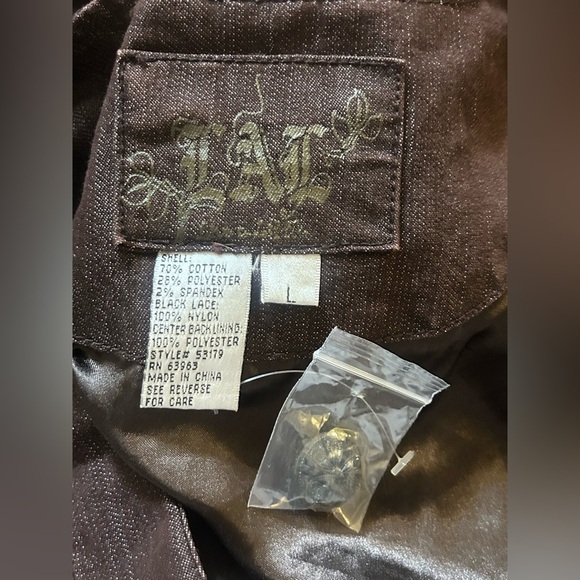 LAL
SHELL:
70% COTTON
28% POLYESTER
2% SPANDEX
BLACK LACE:
100% NYLON
CENTER BACK LINING:
100% POLYESTER
STYLE# 53179
RN 63963
MADE IN CHINA
SEE REVERSE
FOR CARE
L